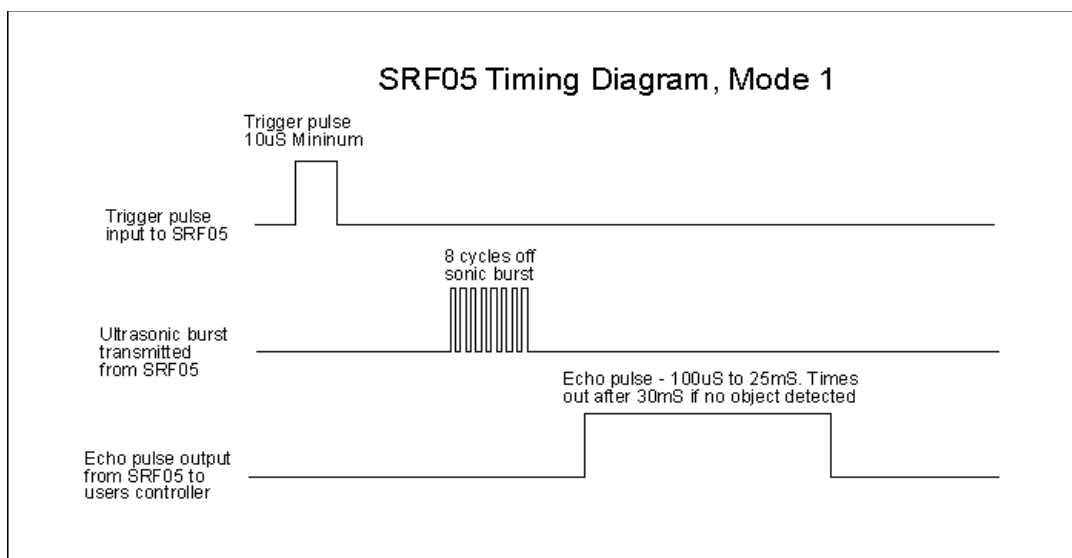 SRF05 Timing Diagram, Mode 1
Trigger pulse
10uS Mininum
Trigger pulse
input to SRF05
8 cycles off
sonic burst
Ultrasonic burst
transmitted
from SRF05
Echo pulse - 100uS to 25mS. Times
out after 30mS if no object detected
Echo pulse output
from SRF05 to
users controller